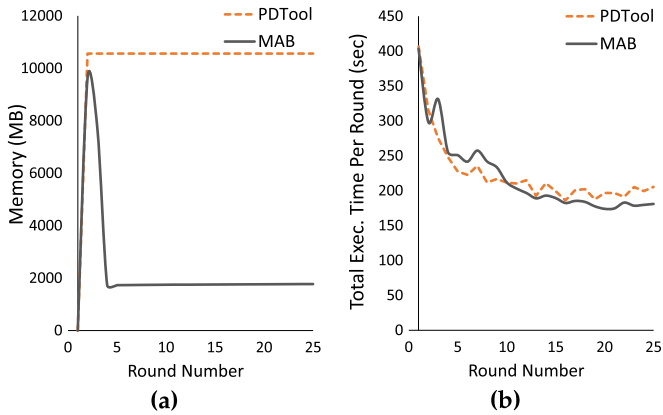 PDTool
MAB
12000
10000
8000
6000
4000
2000
0
0 5 10 15 20 25
Memory (MB)
Round Number
(a)
PDTool
MAB
450
400
350
300
250
200
150
100
50
0
0 5 10 15 20 25
Total Exec. Time Per Round (sec)
Round Number
(b)